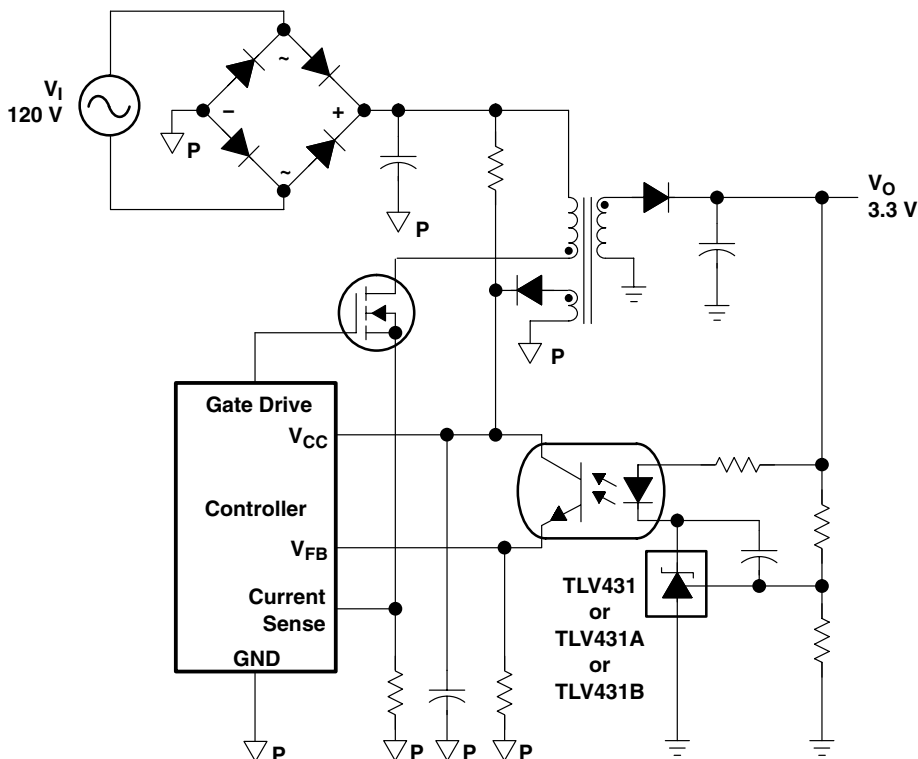 V_I
120 V
~
–
+
~
P
P
V_O
3.3 V
P
Gate Drive
V_CC
Controller
V_FB
Current
Sense
GND
TLV431
or
TLV431A
or
TLV431B
P
P
P
P